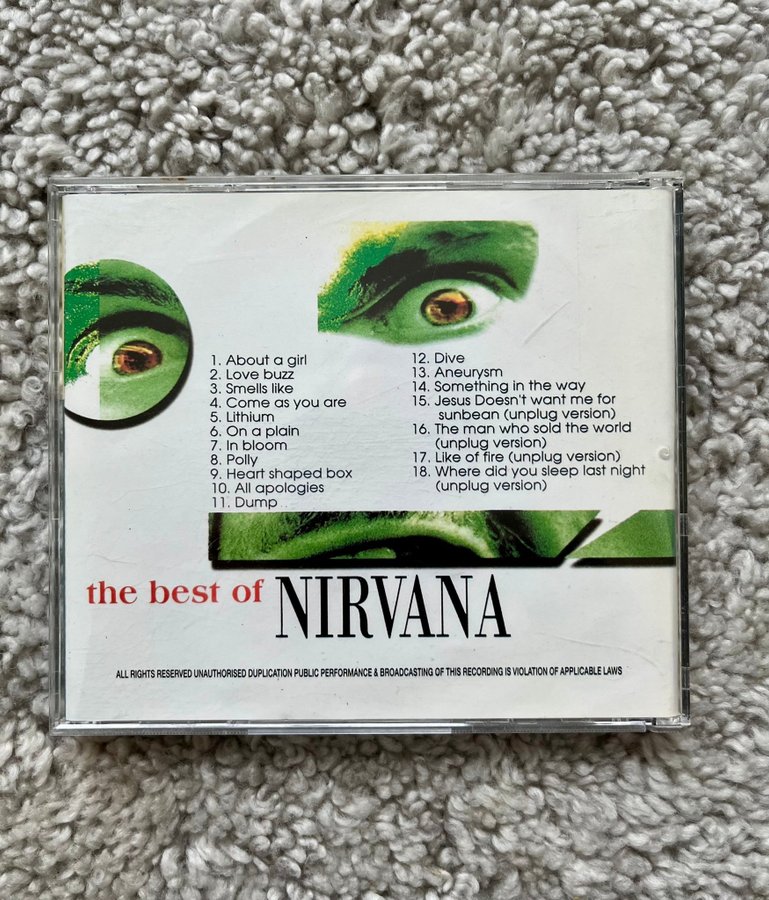 1. About a girl
2. Love buzz
3. Smells like
4. Come as you are
5. Lithium
6. On a plain
7. In bloom
8. Polly
9. Heart shaped box
10. All apologies
11. Dump
12. Dive
13. Aneurysm
14. Something in the way
15. Jesus Doesn't want me for
sunbean (unplug version)
16. The man who sold the world
(unplug version)
17. Like of fire (unplug version)
18. Where did you sleep last night
(unplug version)
the best of NIRVANA
ALL RIGHTS RESERVED UNAUTHORISED DUPLICATION PUBLIC PERFORMANCE & BROADCASTING OF THIS RECORDING IS VIOLATION OF APPLICABLE LAWS